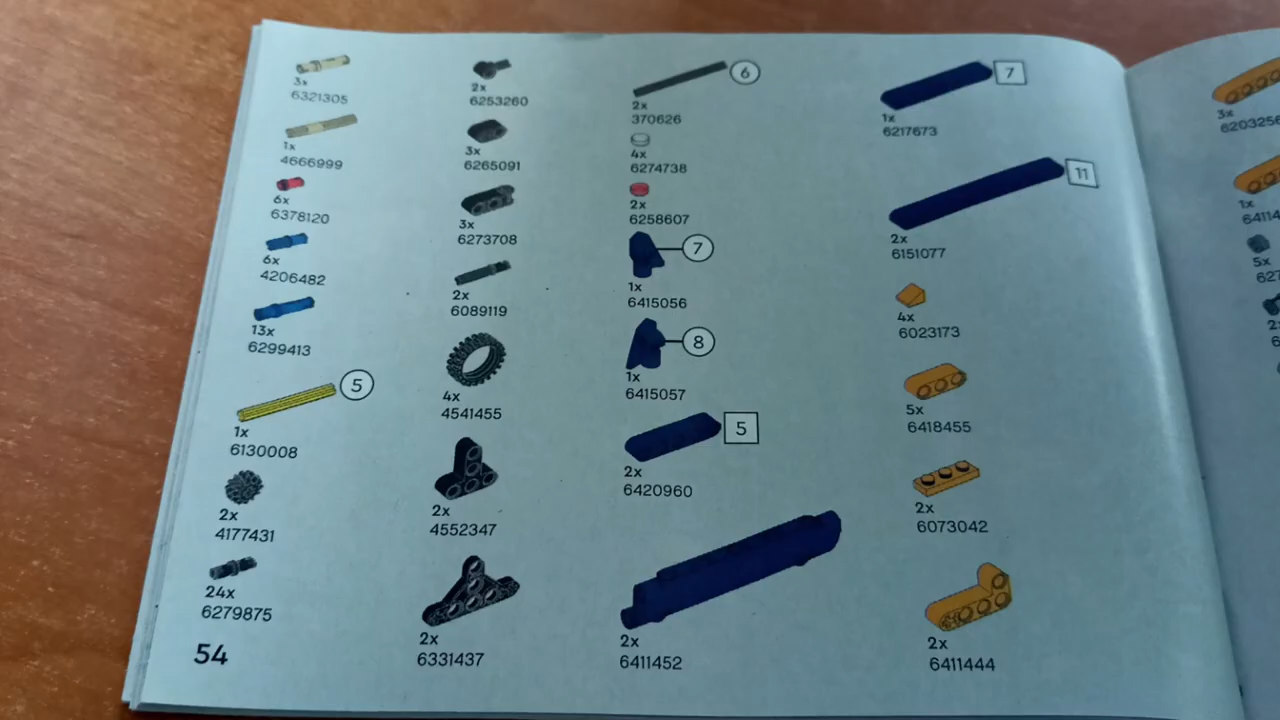 3x
6321305
1x
4666999
6x
6378120
6x
4206482
13x
6299413
5
1x
6130008
2x
4177431
24x
6279875
54
2x
6253260
3x
6265091
3x
6273708
2x
6089119
4x
4541455
2x
4552347
2x
6331437
6
2x
370626
4x
6274738
2x
6258607
7
1x
6415056
8
1x
6415057
5
2x
6420960
2x
6411452
7
1x
6217673
11
2x
6151077
4x
6023173
5x
6418455
2x
6073042
2x
6411444
3x
1x
5x